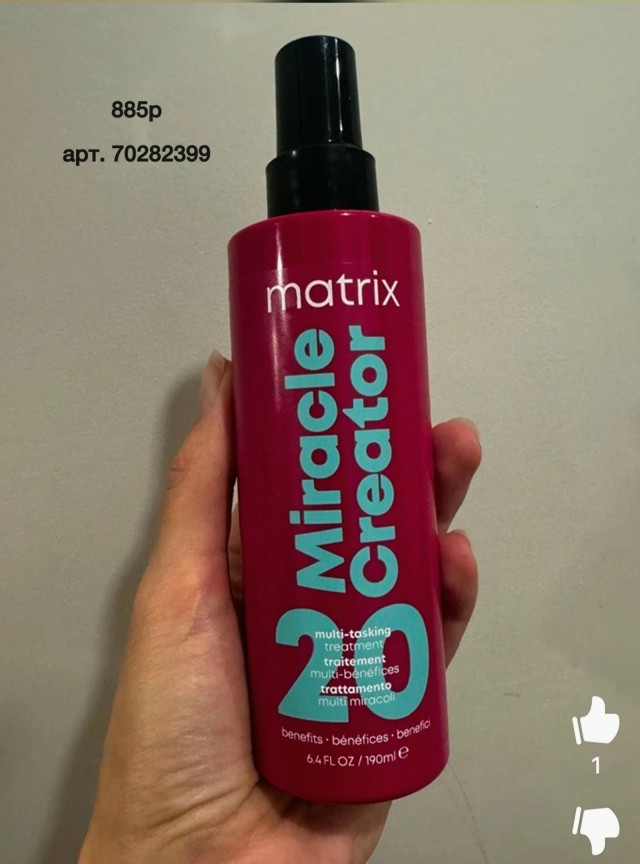 885р
арт. 70282399
matrix
Miracle
Creator
20
multi-tasking
treatment
traitement
multi-bénéfices
trattamento
multi miracoli
benefits · bénéfices · benefici
6.4 FL OZ / 190ml ℮
1